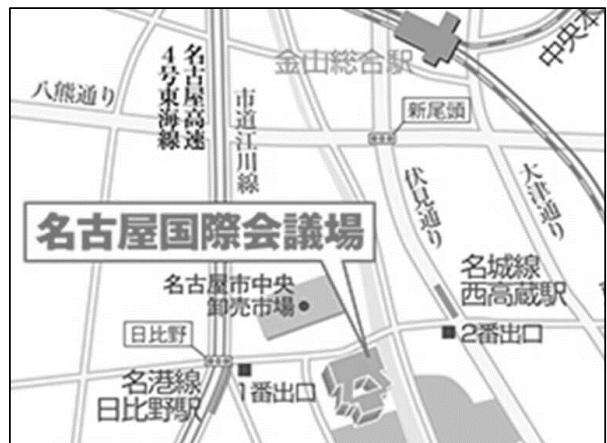 中央本
金山総合駅
名古屋高速
4号東海線
八熊通り
市道江川線
新尾頭
伏見通り
大津通り
名古屋国際会議場
名古屋市中央
卸売市場
名城線
西高蔵駅
2番出口
日比野
名港線
日比野駅
1番出口